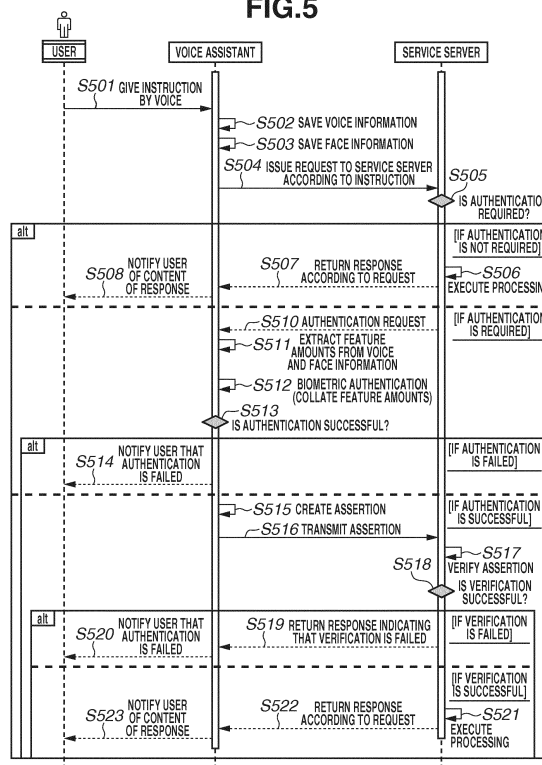 FIG.5
USER
VOICE ASSISTANT
SERVICE SERVER
S501 GIVE INSTRUCTION
BY VOICE
S502 SAVE VOICE INFORMATION
S503 SAVE FACE INFORMATION
S504 ISSUE REQUEST TO SERVICE SERVER
ACCORDING TO INSTRUCTION
S505
IS AUTHENTICATIO
REQUIRED?
alt
[IF AUTHENTICATION
IS NOT REQUIRED]
S506
EXECUTE PROCESSIN
S507 RETURN RESPONSE
ACCORDING TO REQUEST
S508 NOTIFY USER
OF CONTENT
OF RESPONSE
[IF AUTHENTICATION
IS REQUIRED]
S510 AUTHENTICATION REQUEST
S511 EXTRACT FEATURE
AMOUNTS FROM VOICE
AND FACE INFORMATION
S512 BIOMETRIC AUTHENTICATION
(COLLATE FEATURE AMOUNTS)
S513
IS AUTHENTICATION SUCCESSFUL?
alt
[IF AUTHENTICATION
IS FAILED]
S514 NOTIFY USER THAT
AUTHENTICATION
IS FAILED
[IF AUTHENTICATION
IS SUCCESSFUL]
S515 CREATE ASSERTION
S516 TRANSMIT ASSERTION
S517
VERIFY ASSERTION
S518
IS VERIFICATION
SUCCESSFUL?
alt
[IF VERIFICATION
IS FAILED]
S519 RETURN RESPONSE INDICATING
THAT VERIFICATION IS FAILED
S520 NOTIFY USER THAT
AUTHENTICATION
IS FAILED
[IF VERIFICATION
IS SUCCESSFUL]
S521
EXECUTE
PROCESSING
S522 RETURN RESPONSE
ACCORDING TO REQUEST
S523 NOTIFY USER
OF CONTENT
OF RESPONSE